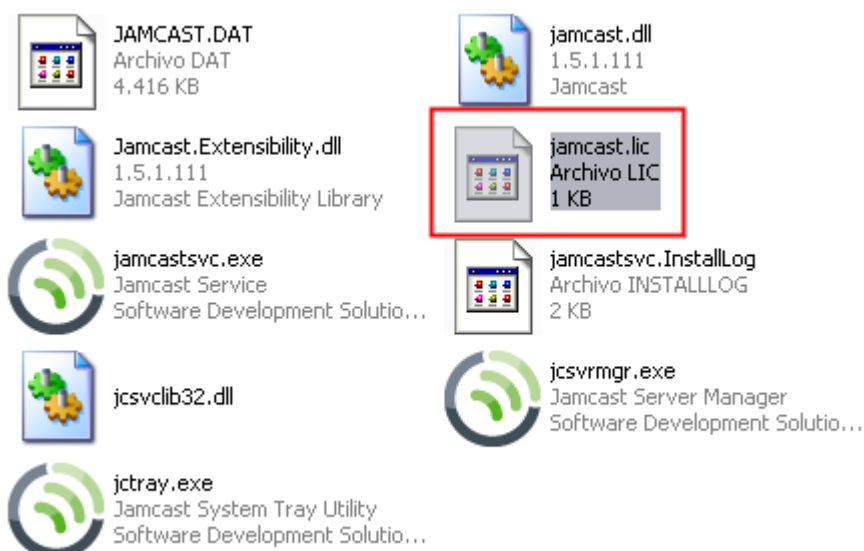 JAMCAST.DAT
Archivo DAT
4.416 KB
jamcast.dll
1.5.1.111
Jamcast
Jamcast.Extensibility.dll
1.5.1.111
Jamcast Extensibility Library
jamcast.lic
Archivo LIC
1 KB
jamcastsvc.exe
Jamcast Service
Software Development Solutio...
jamcastsvc.InstallLog
Archivo INSTALLLOG
2 KB
jcsvclib32.dll
jcsvrmgr.exe
Jamcast Server Manager
Software Development Solutio...
jctray.exe
Jamcast System Tray Utility
Software Development Solutio...